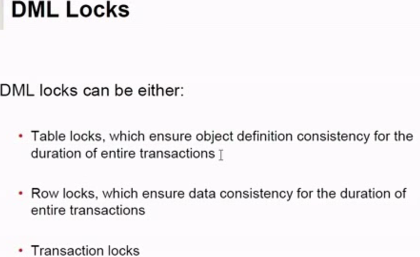 DML Locks
DML locks can be either:
• Table locks, which ensure object definition consistency for the
duration of entire transactions
• Row locks, which ensure data consistency for the duration of
entire transactions
• Transaction locks